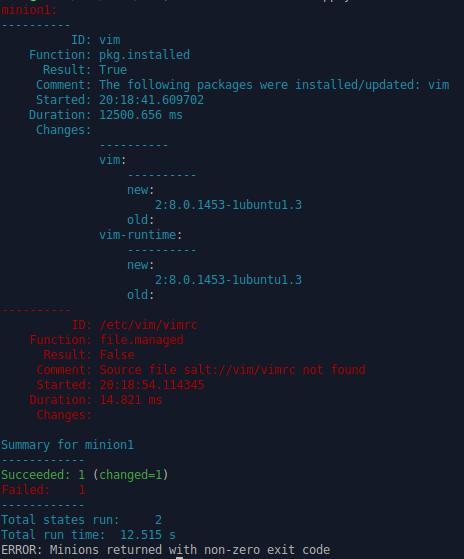 minion1:
----------
          ID: vim
    Function: pkg.installed
      Result: True
     Comment: The following packages were installed/updated: vim
     Started: 20:18:41.609702
    Duration: 12500.656 ms
     Changes:
              ----------
              vim:
                  ----------
                  new:
                      2:8.0.1453-1ubuntu1.3
                  old:
              vim-runtime:
                  ----------
                  new:
                      2:8.0.1453-1ubuntu1.3
                  old:
----------
          ID: /etc/vim/vimrc
    Function: file.managed
      Result: False
     Comment: Source file salt://vim/vimrc not found
     Started: 20:18:54.114345
    Duration: 14.821 ms
     Changes:

Summary for minion1
------------
Succeeded: 1 (changed=1)
Failed:    1
------------
Total states run:     2
Total run time:  12.515 s
ERROR: Minions returned with non-zero exit code